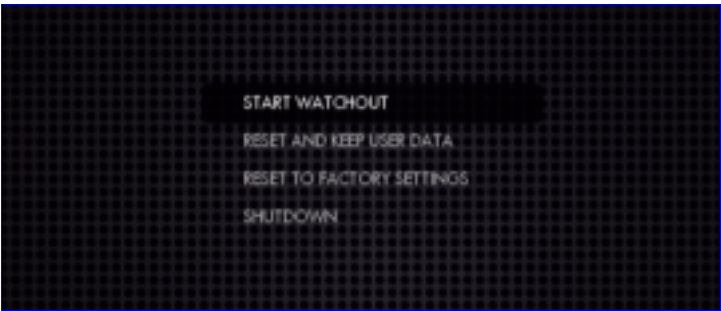 START WATCHOUT
RESET AND KEEP USER DATA
RESET TO FACTORY SETTINGS
SHUTDOWN